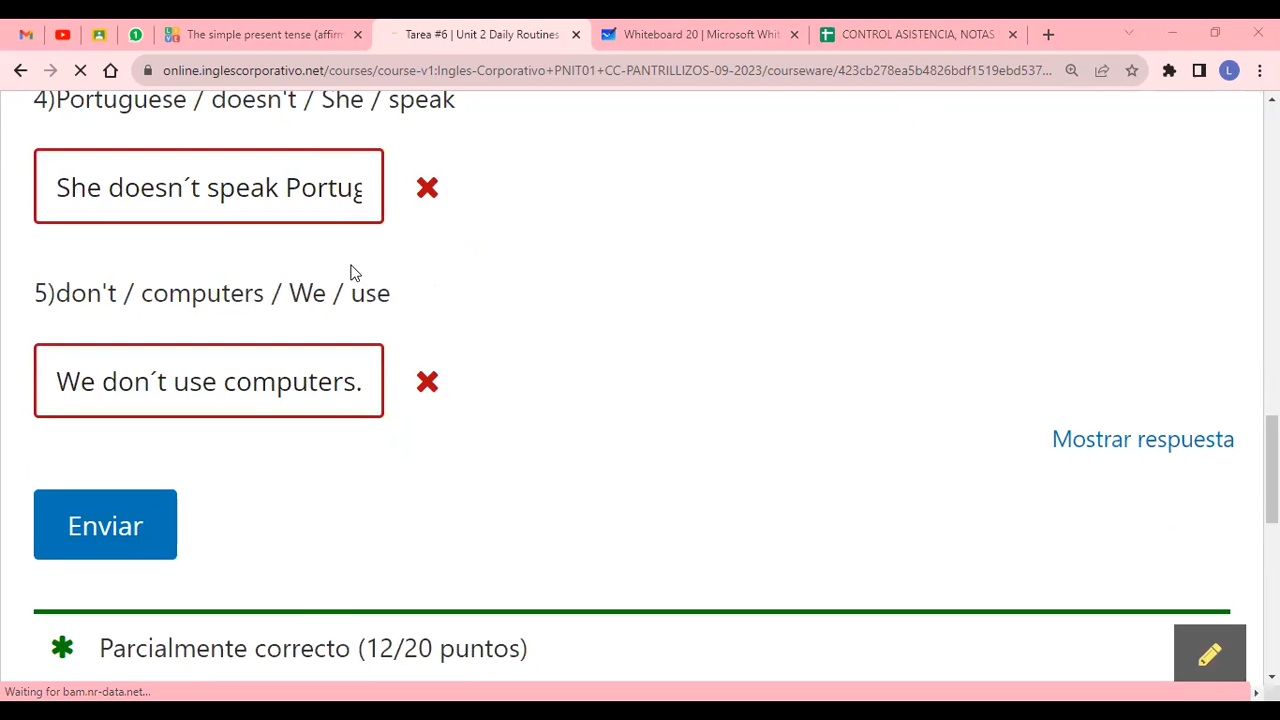 The simple present tense (affirr
Tarea #6 | Unit 2 Daily Routines
Whiteboard 20 | Microsoft Whit
CONTROL ASISTENCIA, NOTAS
online.inglescorporativo.net/courses/course-v1:Ingles-Corporativo+PNIT01+CC-PANTRILLIZOS-09-2023/courseware/423cb278ea5b4826bdf1519ebd537...
L
4)Portuguese / doesn't / She / speak
She doesn´t speak Portug
5)don't / computers / We / use
We don´t use computers.
Mostrar respuesta
Enviar
Parcialmente correcto (12/20 puntos)
Waiting for bam.nr-data.net...